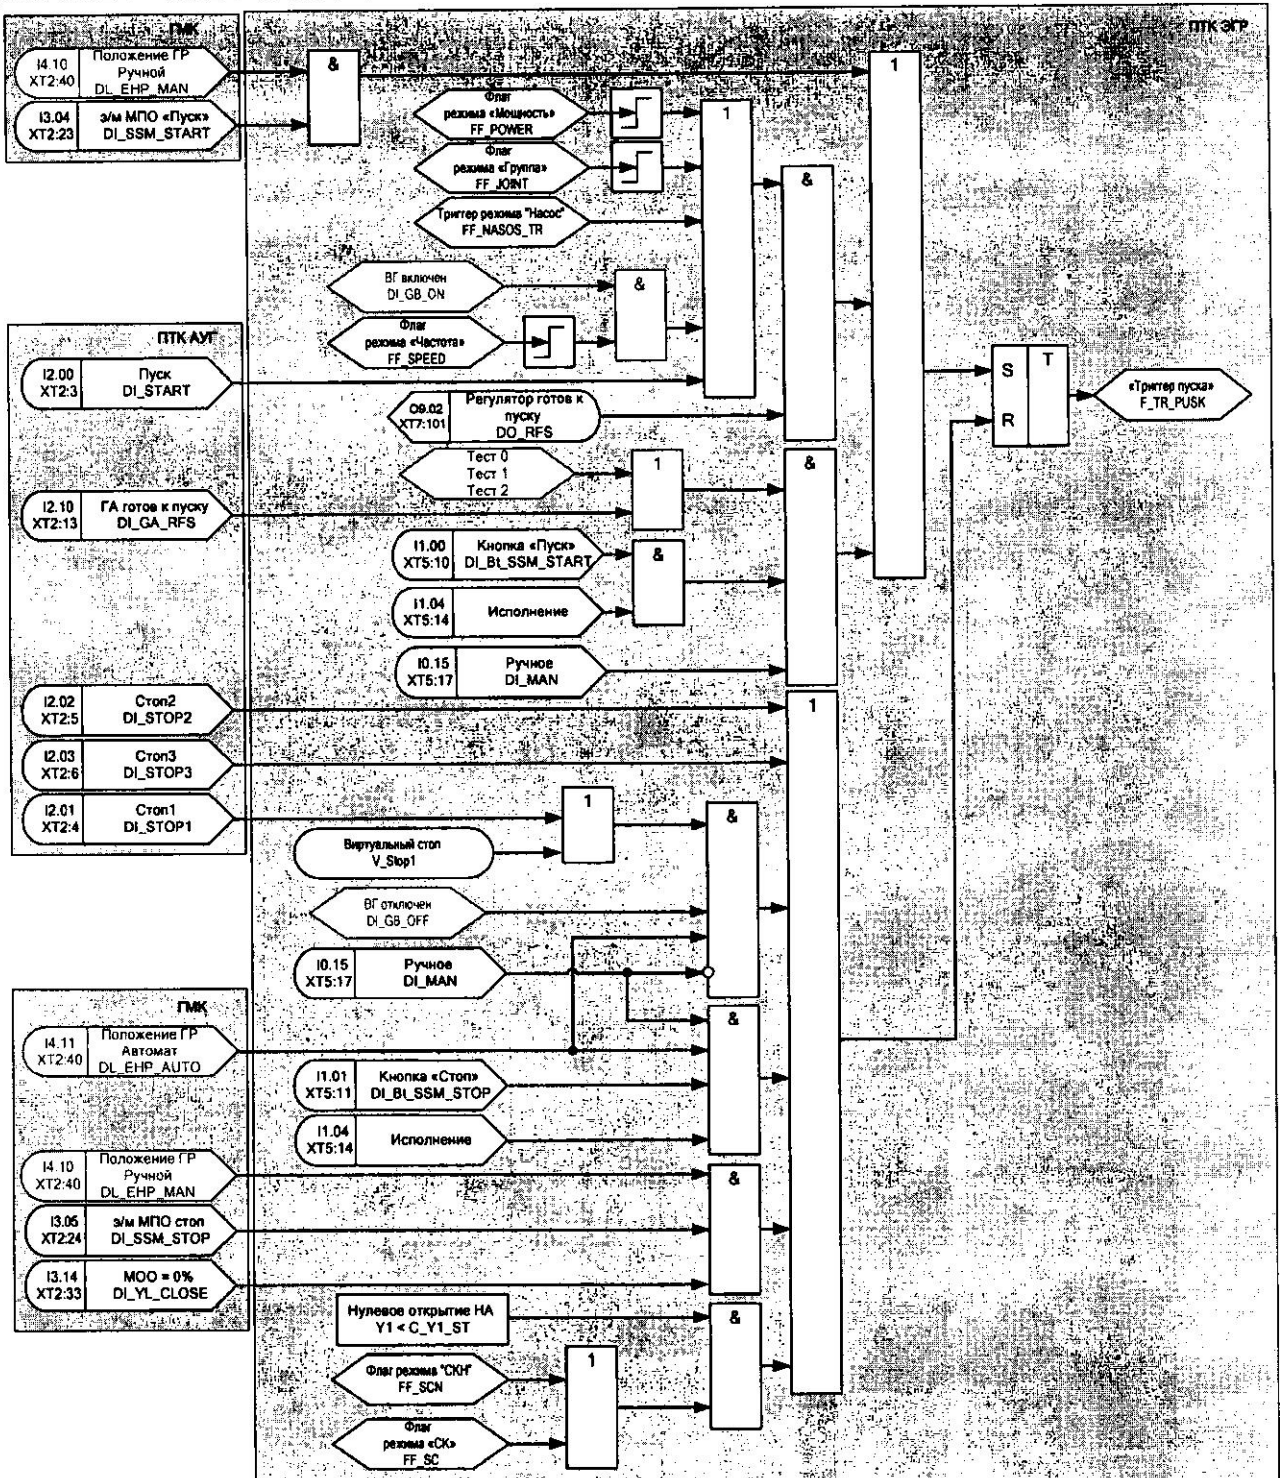 ГМК
ПТК ЭГР
I4.10
XT2:40
Положение ГР
Ручной
DL_EHP_MAN
I3.04
XT2:23
э/м МПО «Пуск»
DI_SSM_START
&
1
Флаг
режима «Мощность»
FF_POWER
1
Флаг
режима «Группа»
FF_JOINT
&
Триггер режима "Насос"
FF_NASOS_TR
ВГ включен
DI_GB_ON
&
Флаг
режима «Частота»
FF_SPEED
ПТК АУГ
I2.00
XT2:3
Пуск
DI_START
S
T
R
«Триггер пуска»
F_TR_PUSK
O9.02
XT7:101
Регулятор готов к
пуску
DO_RFS
Тест 0
Тест 1
Тест 2
1
&
I2.10
XT2:13
ГА готов к пуску
DI_GA_RFS
I1.00
XT5:10
Кнопка «Пуск»
DI_Bt_SSM_START
&
I1.04
XT5:14
Исполнение
I0.15
XT5:17
Ручное
DI_MAN
I2.02
XT2:5
Стоп2
DI_STOP2
1
I2.03
XT2:6
Стоп3
DI_STOP3
I2.01
XT2:4
Стоп1
DI_STOP1
1
&
Виртуальный стоп
V_Stop1
ВГ отключен
DI_GB_OFF
I0.15
XT5:17
Ручное
DI_MAN
ГМК
I4.11
XT2:40
Положение ГР
Автомат
DL_EHP_AUTO
&
I1.01
XT5:11
Кнопка «Стоп»
DI_Bt_SSM_STOP
I1.04
XT5:14
Исполнение
I4.10
XT2:40
Положение ГР
Ручной
DL_EHP_MAN
&
I3.05
XT2:24
э/м МПО стоп
DI_SSM_STOP
I3.14
XT2:33
МОО = 0%
DI_YL_CLOSE
Нулевое открытие НА
Y1 < C_Y1_ST
&
Флаг режима "СКН"
FF_SCN
1
Флаг
режима «СК»
FF_SC